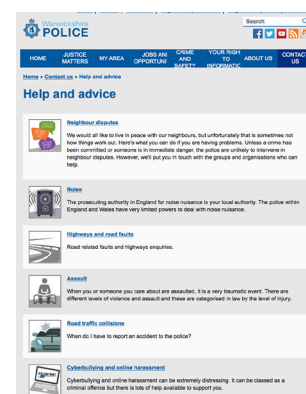 Search
Warwickshire
POLICE
HOME
JUSTICE MATTERS
MY AREA
JOBS AN
OPPORTUNI
CRIME AND SAFETY
YOUR RIGH
TO
INFORMATIC
ABOUT US
CONTAC
US
Home » Contact us » Help and advice
Help and advice
Neighbour disputes
We would all like to live in peace with our neighbours, but unfortunately that is sometimes not
how things work out. Here's what you can do if you are having problems. Unless a crime has
been committed or someone is in immediate danger, the police are unlikely to intervene in
neighbour disputes. However, we'll put you in touch with the groups and organisations who can
help.
Noise
The prosecuting authority in England for noise nuisance is your local authority. The police within
England and Wales have very limited powers to deal with noise nuisance.
Highways and road faults
Road related faults and highways enquiries.
Assault
When you or someone you care about are assaulted, it is a very traumatic event. There are
different levels of violence and assault and these are categorised in law by the level of injury.
Road traffic collisions
When do I have to report an accident to the police?
Cyberbullying and online harassment
Cyberbullying and online harassment can be extremely distressing. It can be classed as a
criminal offence but there is lots of help available to support you.